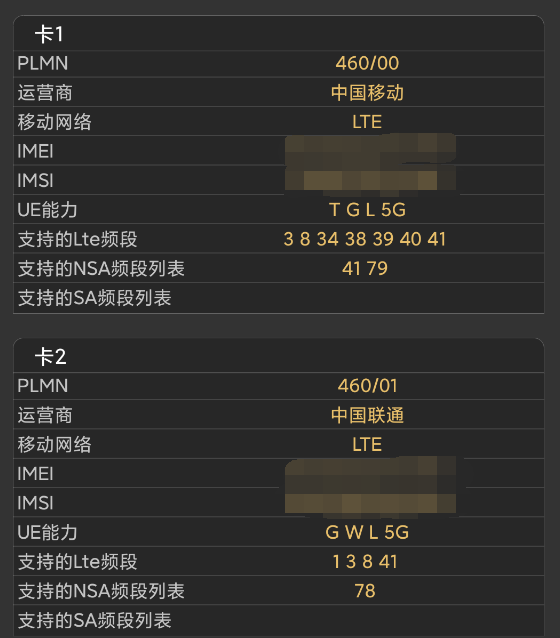 卡1
PLMN 460/00
运营商 中国移动
移动网络 LTE
IMEI
IMSI
UE能力 T G L 5G
支持的Lte频段 3 8 34 38 39 40 41
支持的NSA频段列表 41 79
支持的SA频段列表
卡2
PLMN 460/01
运营商 中国联通
移动网络 LTE
IMEI
IMSI
UE能力 G W L 5G
支持的Lte频段 1 3 8 41
支持的NSA频段列表 78
支持的SA频段列表